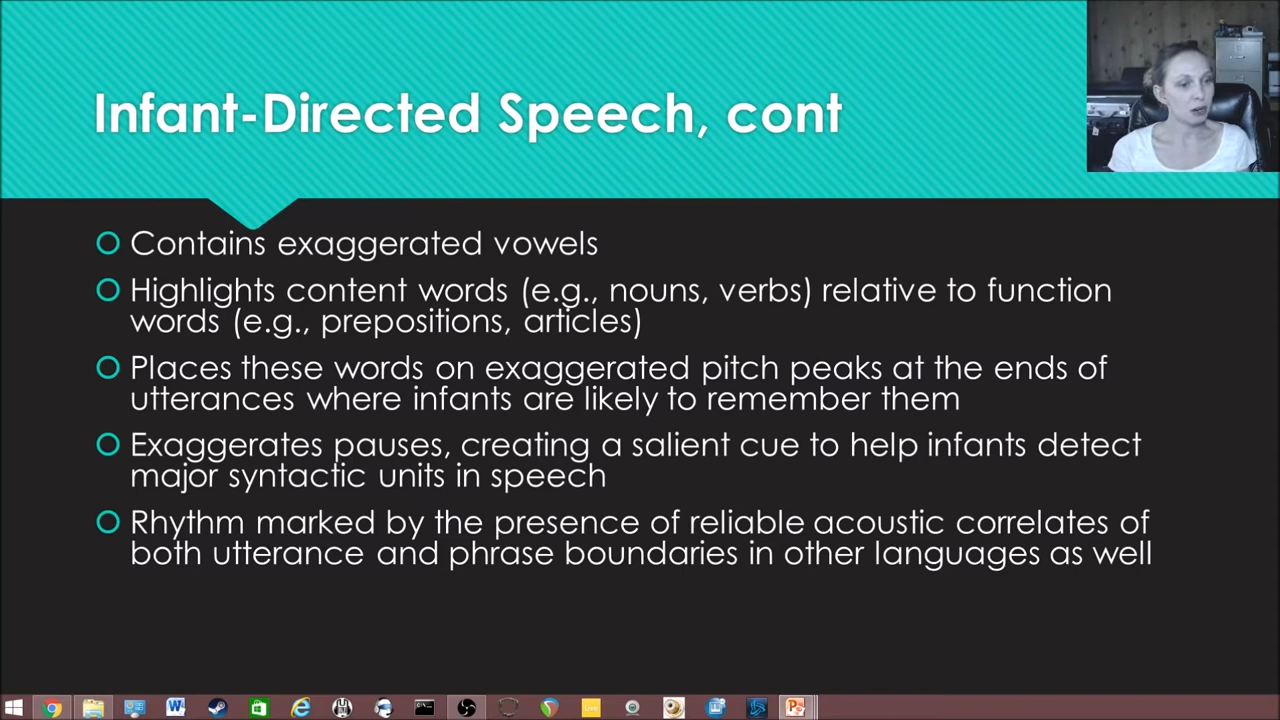 Infant-Directed Speech, cont
Contains exaggerated vowels
Highlights content words (e.g., nouns, verbs) relative to function
words (e.g., prepositions, articles)
Places these words on exaggerated pitch peaks at the ends of
utterances where infants are likely to remember them
Exaggerates pauses, creating a salient cue to help infants detect
major syntactic units in speech
Rhythm marked by the presence of reliable acoustic correlates of
both utterance and phrase boundaries in other languages as well